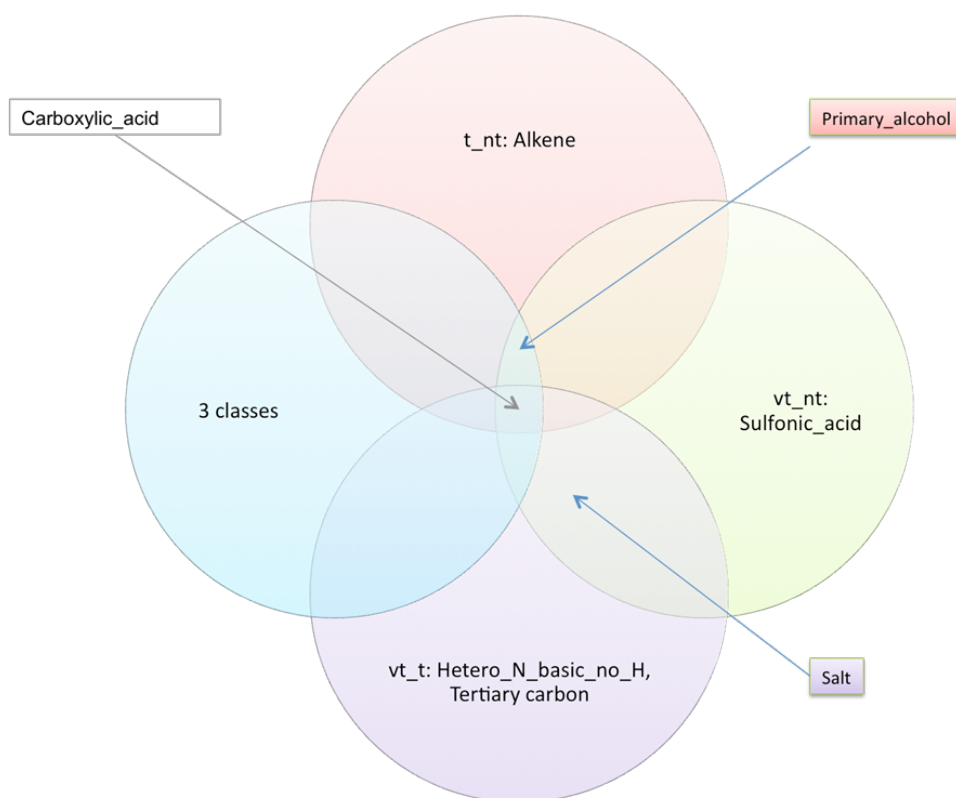 Carboxylic_acid
Primary_alcohol
t_nt: Alkene
3 classes
vt_nt:
Sulfonic_acid
vt_t: Hetero_N_basic_no_H,
Tertiary carbon
Salt